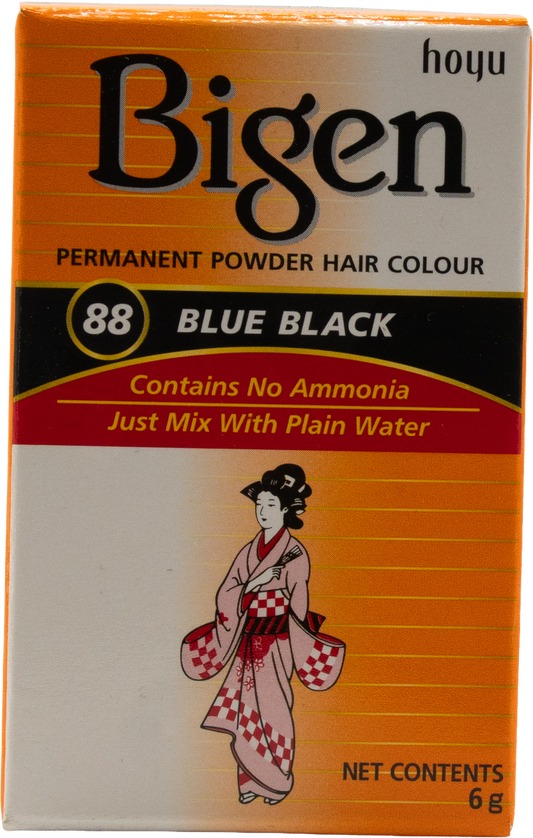 hoyu
Bigen
PERMANENT POWDER HAIR COLOUR
88 BLUE BLACK
Contains No Ammonia
Just Mix With Plain Water
NET CONTENTS
6 g